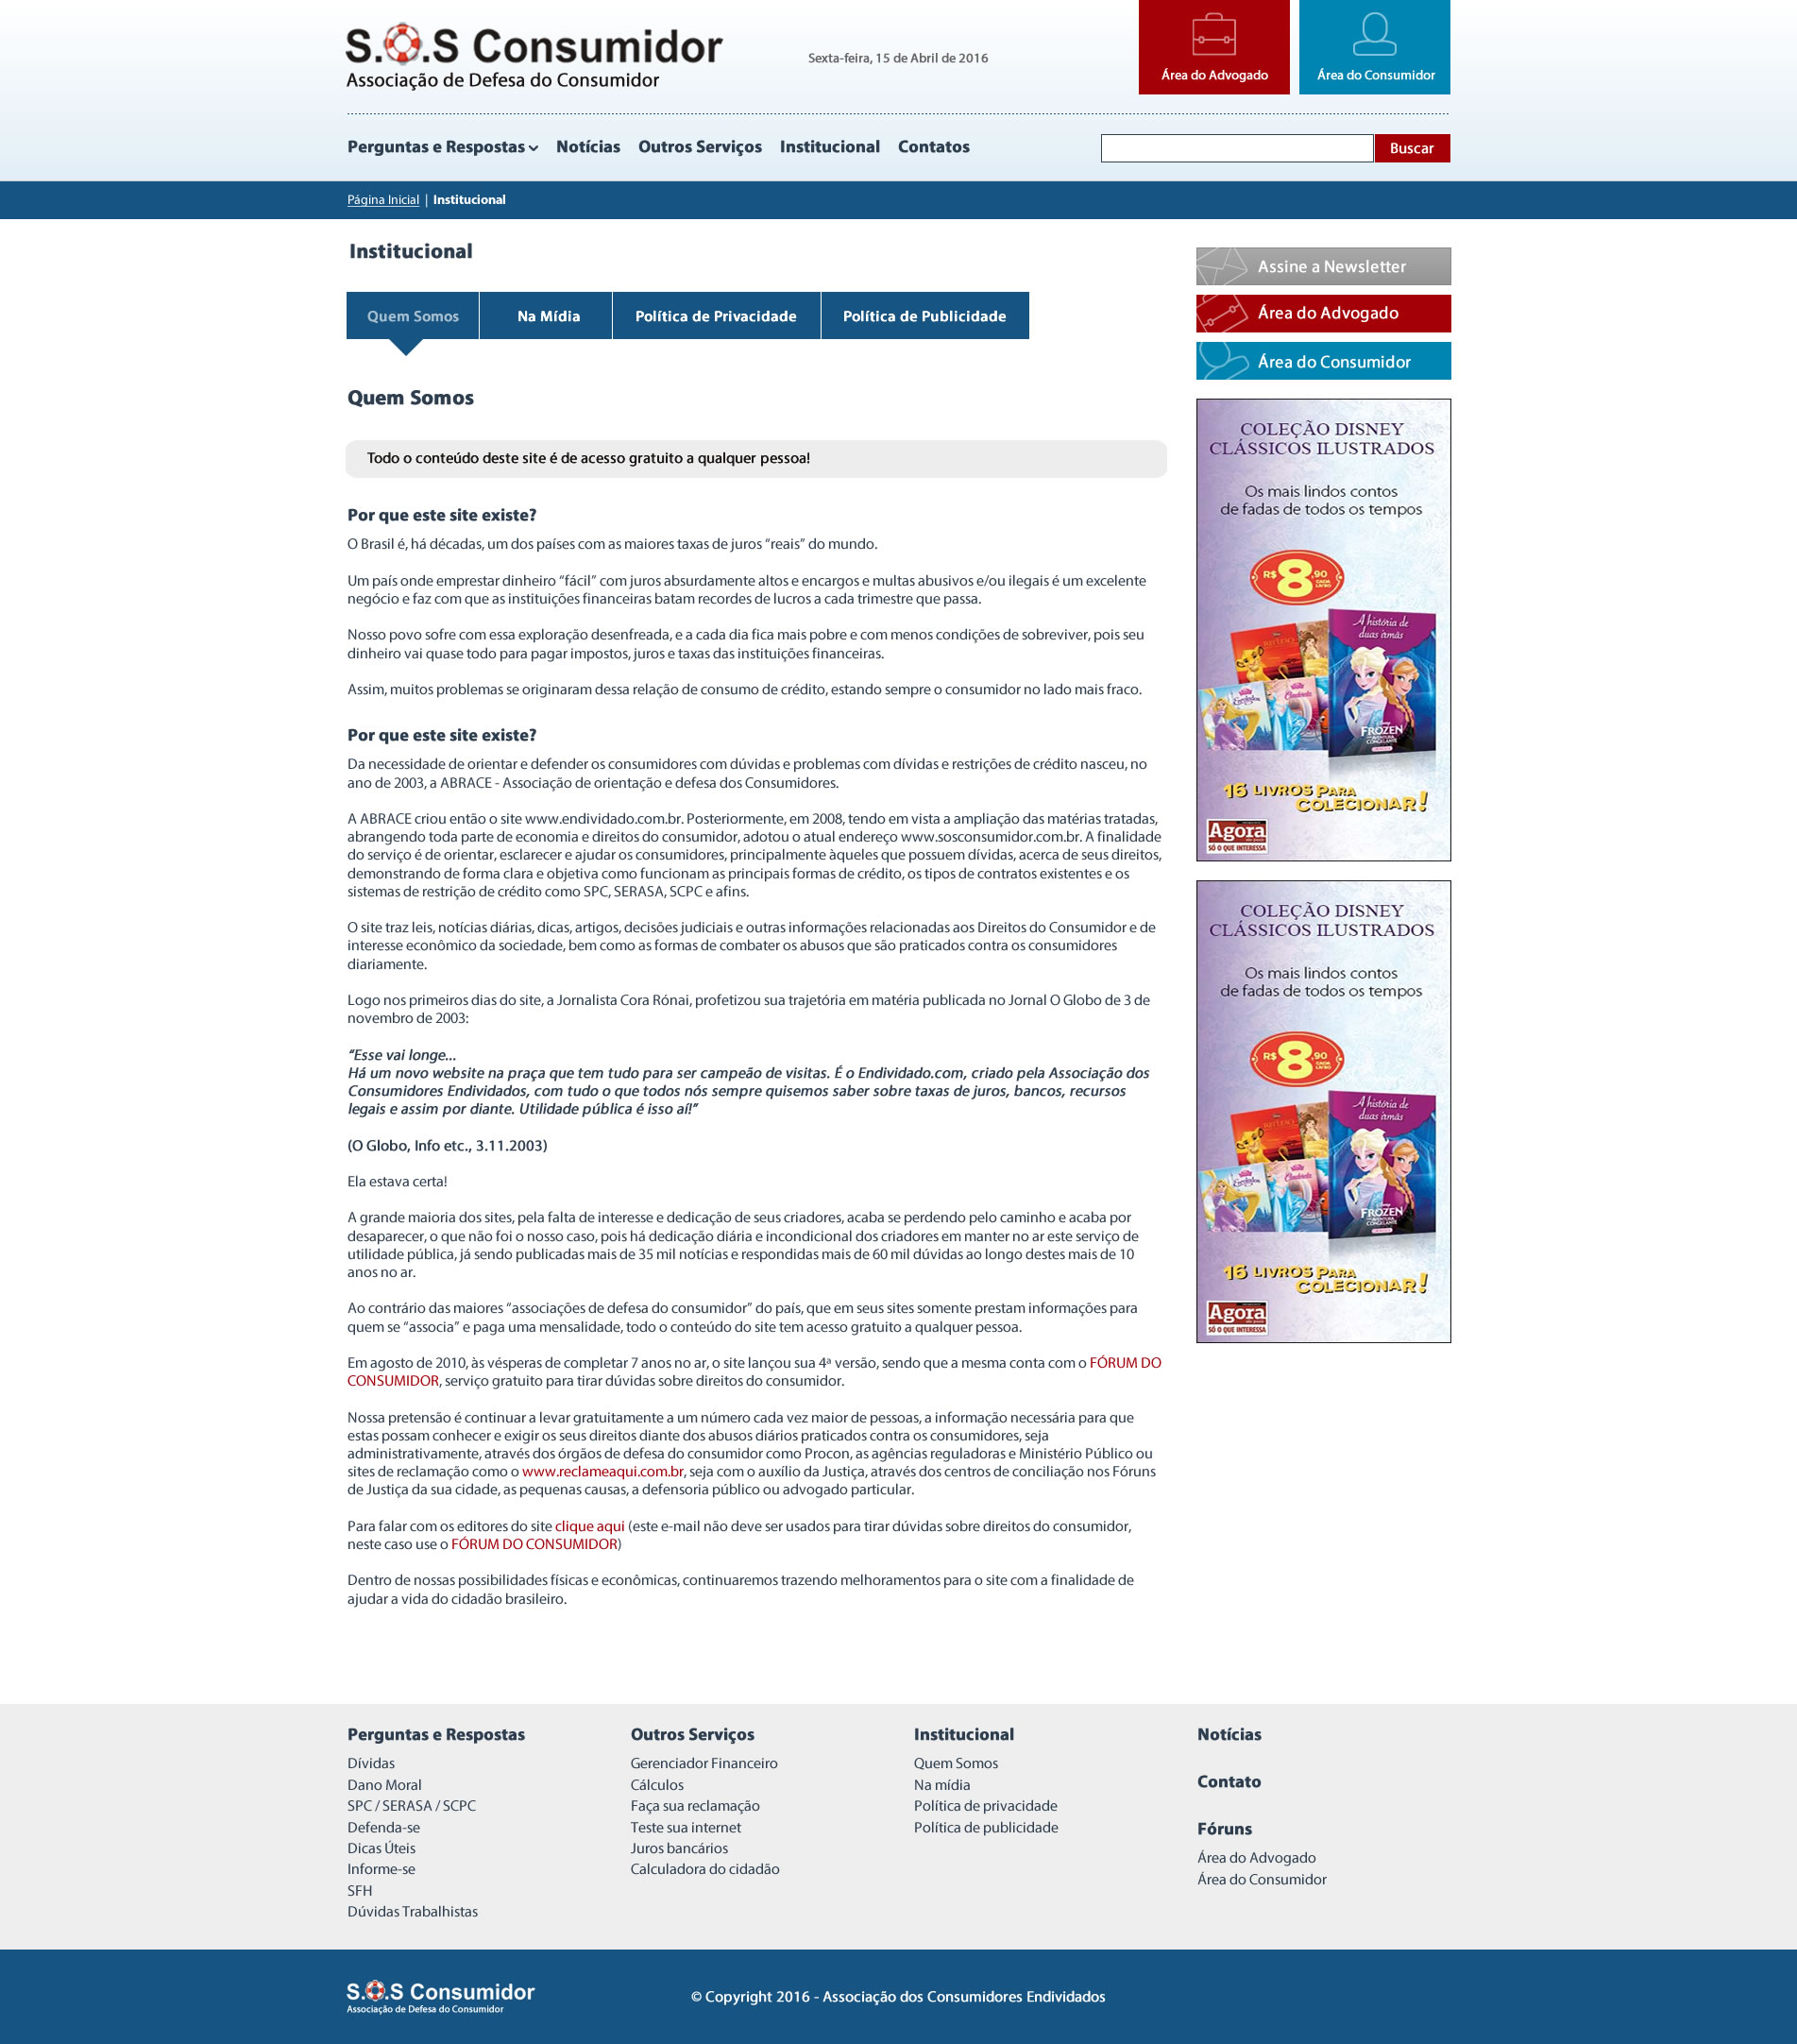 S.O.S Consumidor
Associação de Defesa do Consumidor
Sexta-feira, 15 de Abril de 2016
Área do Advogado
Área do Consumidor
Perguntas e Respostas
Notícias
Outros Serviços
Institucional
Contatos
Buscar
Página Inicial | Institucional
Institucional
Quem Somos
Na Mídia
Política de Privacidade
Política de Publicidade
Quem Somos
Todo o conteúdo deste site é de acesso gratuito a qualquer pessoa!
Por que este site existe?
O Brasil é, há décadas, um dos países com as maiores taxas de juros “reais” do mundo.
Um país onde emprestar dinheiro “fácil” com juros absurdamente altos e encargos e multas abusivos e/ou ilegais é um excelente
negócio e faz com que as instituições financeiras batam recordes de lucros a cada trimestre que passa.
Nosso povo sofre com essa exploração desenfreada, e a cada dia fica mais pobre e com menos condições de sobreviver, pois seu
dinheiro vai quase todo para pagar impostos, juros e taxas das instituições financeiras.
Assim, muitos problemas se originaram dessa relação de consumo de crédito, estando sempre o consumidor no lado mais fraco.
Por que este site existe?
Da necessidade de orientar e defender os consumidores com dúvidas e problemas com dívidas e restrições de crédito nasceu, no
ano de 2003, a ABRACE - Associação de orientação e defesa dos Consumidores.
A ABRACE criou então o site www.endividado.com.br. Posteriormente, em 2008, tendo em vista a ampliação das matérias tratadas,
abrangendo toda parte de economia e direitos do consumidor, adotou o atual endereço www.sosconsumidor.com.br. A finalidade
do serviço é de orientar, esclarecer e ajudar os consumidores, principalmente àqueles que possuem dívidas, acerca de seus direitos,
demonstrando de forma clara e objetiva como funcionam as principais formas de crédito, os tipos de contratos existentes e os
sistemas de restrição de crédito como SPC, SERASA, SCPC e afins.
O site traz leis, notícias diárias, dicas, artigos, decisões judiciais e outras informações relacionadas aos Direitos do Consumidor e de
interesse econômico da sociedade, bem como as formas de combater os abusos que são praticados contra os consumidores
diariamente.
Logo nos primeiros dias do site, a Jornalista Cora Rónai, profetizou sua trajetória em matéria publicada no Jornal O Globo de 3 de
novembro de 2003:
“Esse vai longe...
Há um novo website na praça que tem tudo para ser campeão de visitas. É o Endividado.com, criado pela Associação dos
Consumidores Endividados, com tudo o que todos nós sempre quisemos saber sobre taxas de juros, bancos, recursos
legais e assim por diante. Utilidade pública é isso aí!”
(O Globo, Info etc., 3.11.2003)
Ela estava certa!
A grande maioria dos sites, pela falta de interesse e dedicação de seus criadores, acaba se perdendo pelo caminho e acaba por
desaparecer, o que não foi o nosso caso, pois há dedicação diária e incondicional dos criadores em manter no ar este serviço de
utilidade pública, já sendo publicadas mais de 35 mil notícias e respondidas mais de 60 mil dúvidas ao longo destes mais de 10
anos no ar.
Ao contrário das maiores “associações de defesa do consumidor” do país, que em seus sites somente prestam informações para
quem se “associa” e paga uma mensalidade, todo o conteúdo do site tem acesso gratuito a qualquer pessoa.
Em agosto de 2010, às vésperas de completar 7 anos no ar, o site lançou sua 4ª versão, sendo que a mesma conta com o FÓRUM DO
CONSUMIDOR, serviço gratuito para tirar dúvidas sobre direitos do consumidor.
Nossa pretensão é continuar a levar gratuitamente a um número cada vez maior de pessoas, a informação necessária para que
estas possam conhecer e exigir os seus direitos diante dos abusos diários praticados contra os consumidores, seja
administrativamente, através dos órgãos de defesa do consumidor como Procon, as agências reguladoras e Ministério Público ou
sites de reclamação como o www.reclameaqui.com.br, seja com o auxílio da Justiça, através dos centros de conciliação nos Fóruns
de Justiça da sua cidade, as pequenas causas, a defensoria público ou advogado particular.
Para falar com os editores do site clique aqui (este e-mail não deve ser usados para tirar dúvidas sobre direitos do consumidor,
neste caso use o FÓRUM DO CONSUMIDOR)
Dentro de nossas possibilidades físicas e econômicas, continuaremos trazendo melhoramentos para o site com a finalidade de
ajudar a vida do cidadão brasileiro.
Assine a Newsletter
Área do Advogado
Área do Consumidor
COLEÇÃO DISNEY
CLÁSSICOS ILUSTRADOS
Os mais lindos contos
de fadas de todos os tempos
R$ 8,90 CADA LIVRO
A história de
duas irmãs
O REI LEÃO
Enrolados
Cinderela
FROZEN
UMA AVENTURA CONGELANTE
16 LIVROS PARA
COLECIONAR!
Agora
SÓ O QUE INTERESSA
COLEÇÃO DISNEY
CLÁSSICOS ILUSTRADOS
Os mais lindos contos
de fadas de todos os tempos
R$ 8,90 CADA LIVRO
A história de
duas irmãs
O REI LEÃO
Enrolados
Cinderela
FROZEN
UMA AVENTURA CONGELANTE
16 LIVROS PARA
COLECIONAR!
Agora
SÓ O QUE INTERESSA
Perguntas e Respostas
Dívidas
Dano Moral
SPC / SERASA / SCPC
Defenda-se
Dicas Úteis
Informe-se
SFH
Dúvidas Trabalhistas
Outros Serviços
Gerenciador Financeiro
Cálculos
Faça sua reclamação
Teste sua internet
Juros bancários
Calculadora do cidadão
Institucional
Quem Somos
Na mídia
Política de privacidade
Política de publicidade
Notícias
Contato
Fóruns
Área do Advogado
Área do Consumidor
S.O.S Consumidor
Associação de Defesa do Consumidor
© Copyright 2016 - Associação dos Consumidores Endividados